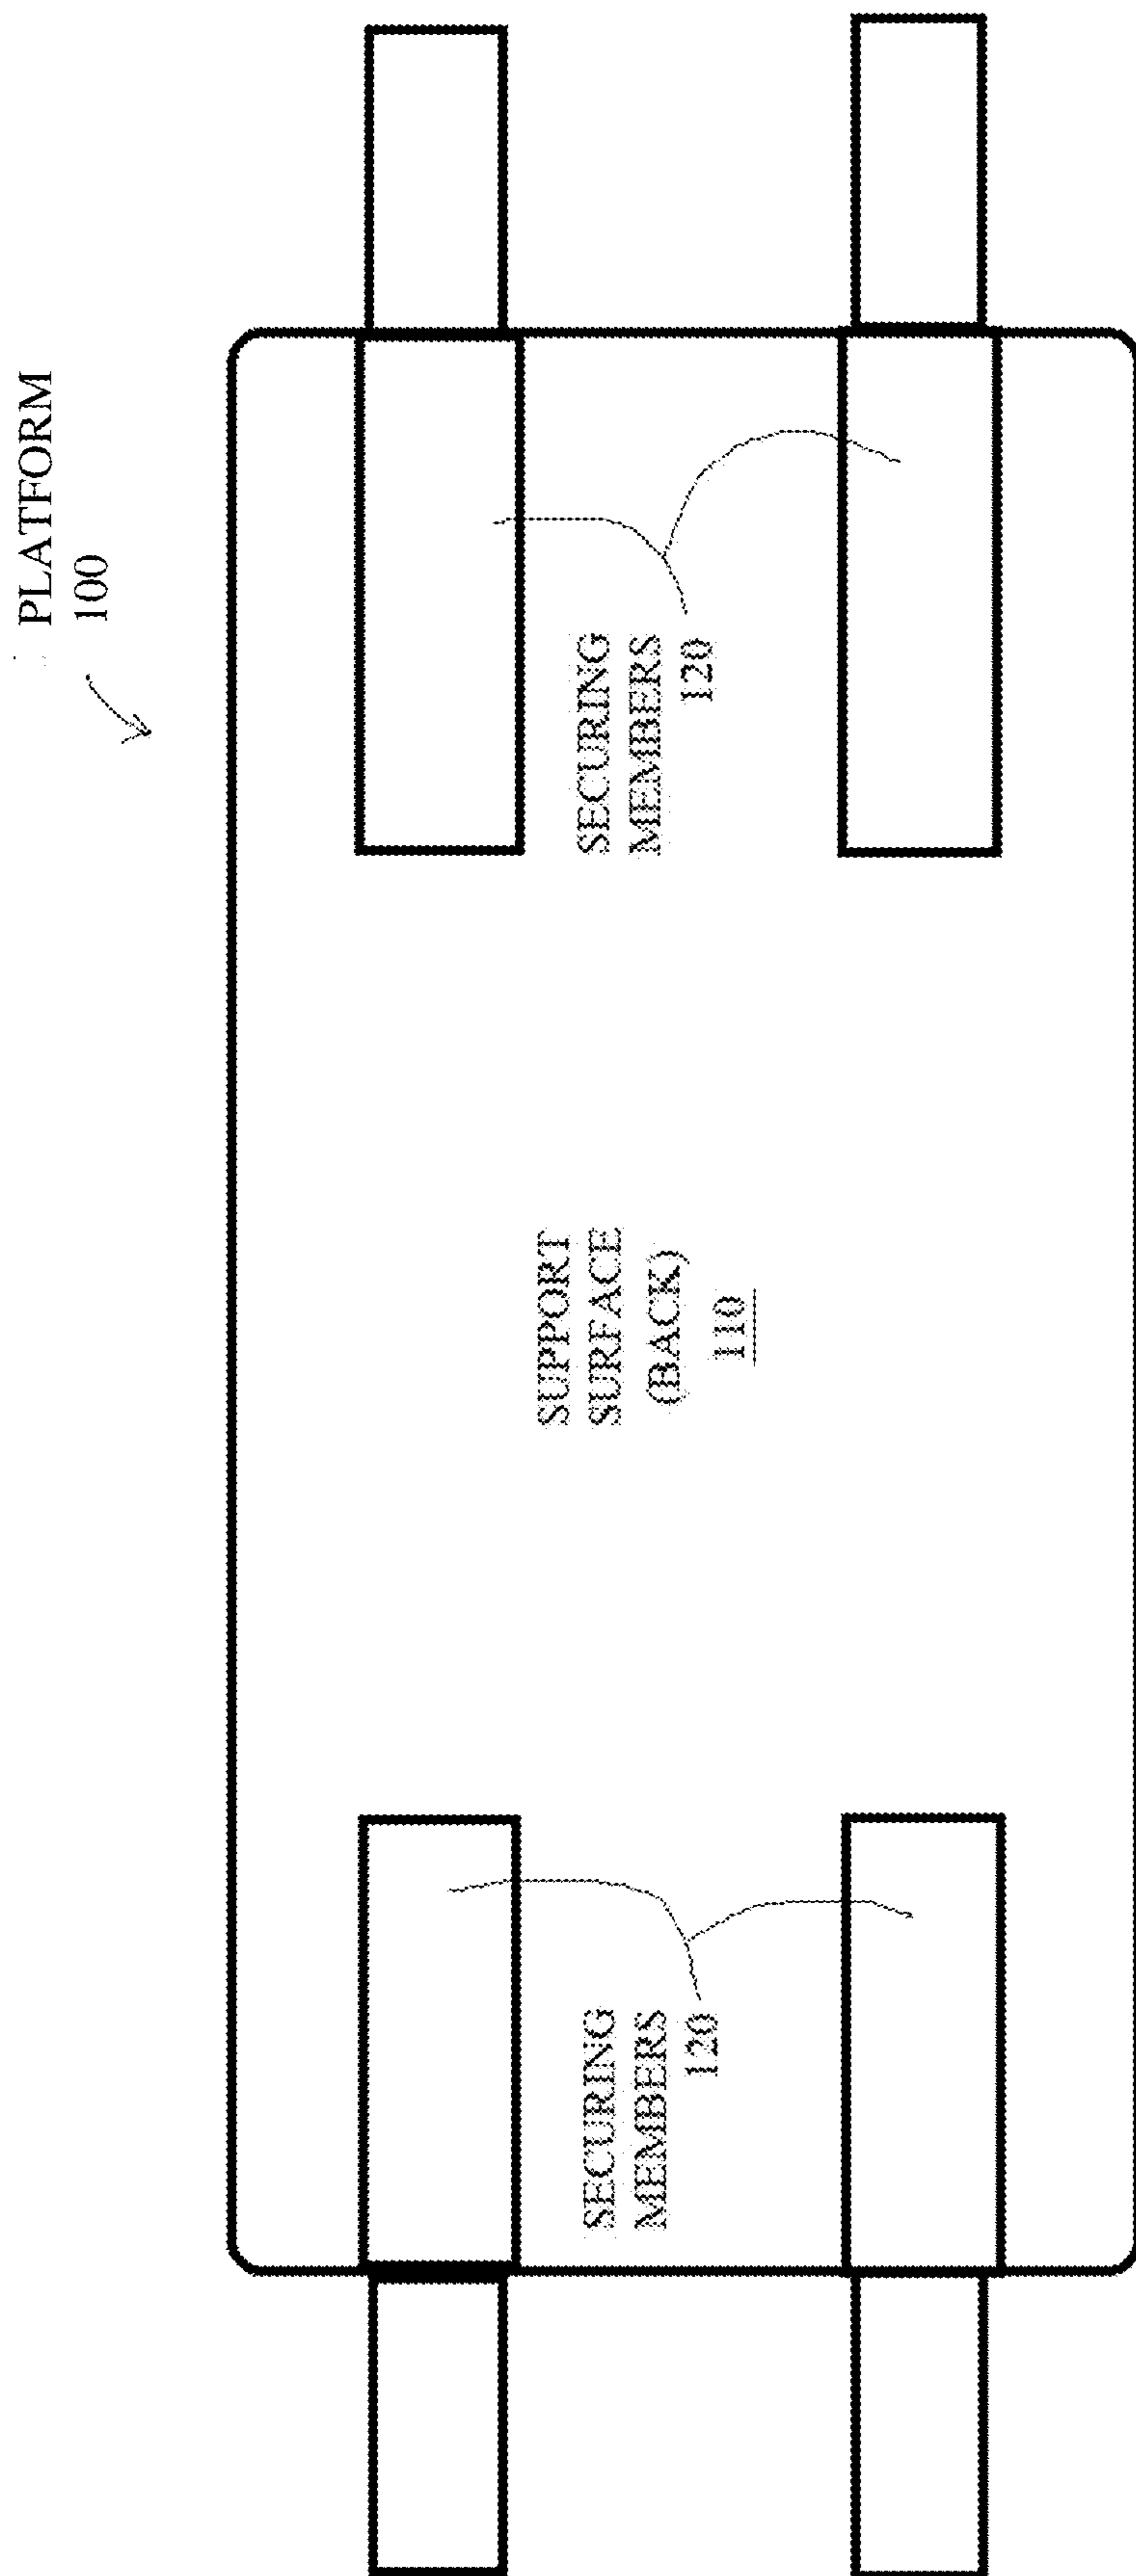 PLATFORM
100
SECURING
MEMBERS
120
SUPPORT
SURFACE
(BACK)
110
SECURING
MEMBERS
120